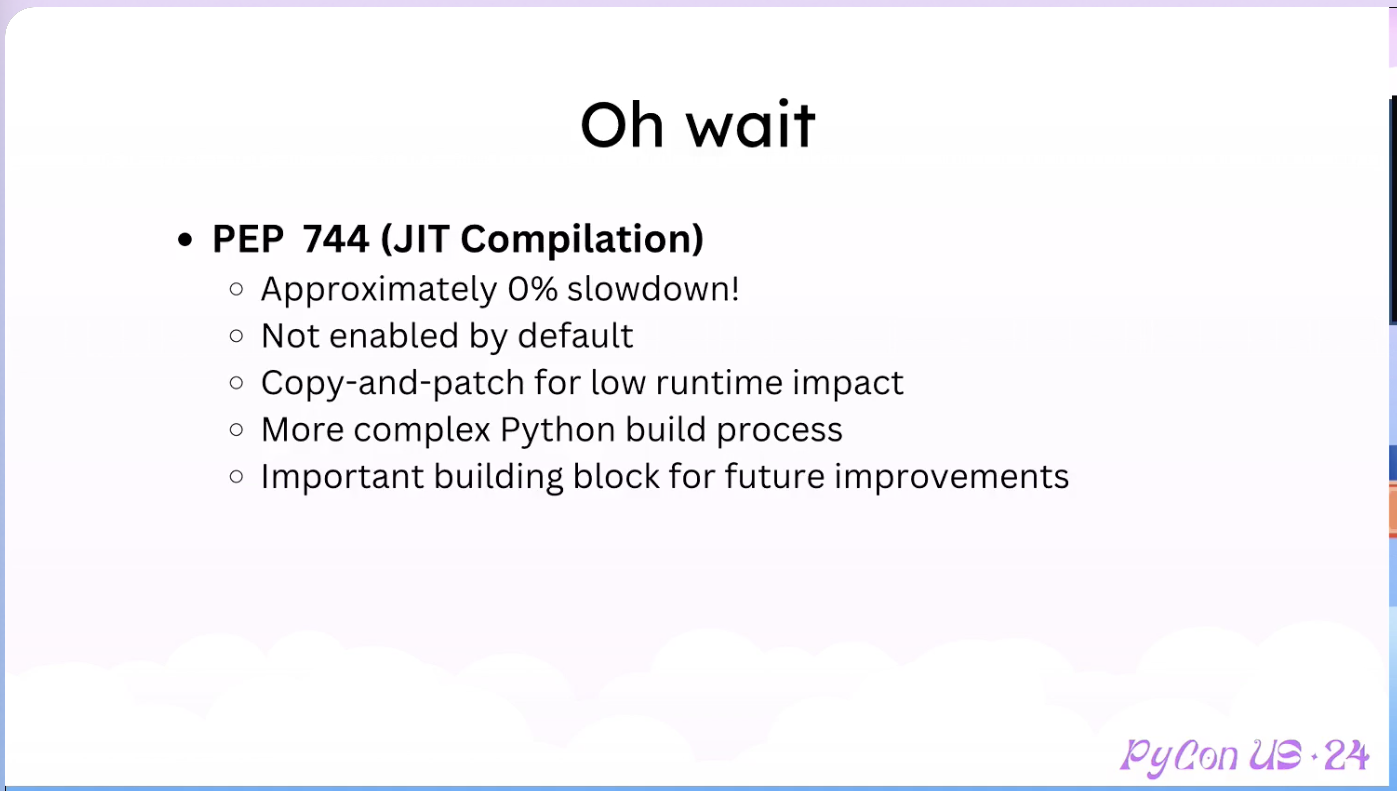 Oh wait
• PEP  744 (JIT Compilation)
○ Approximately 0% slowdown!
○ Not enabled by default
○ Copy-and-patch for low runtime impact
○ More complex Python build process
○ Important building block for future improvements
PyCon US · 24